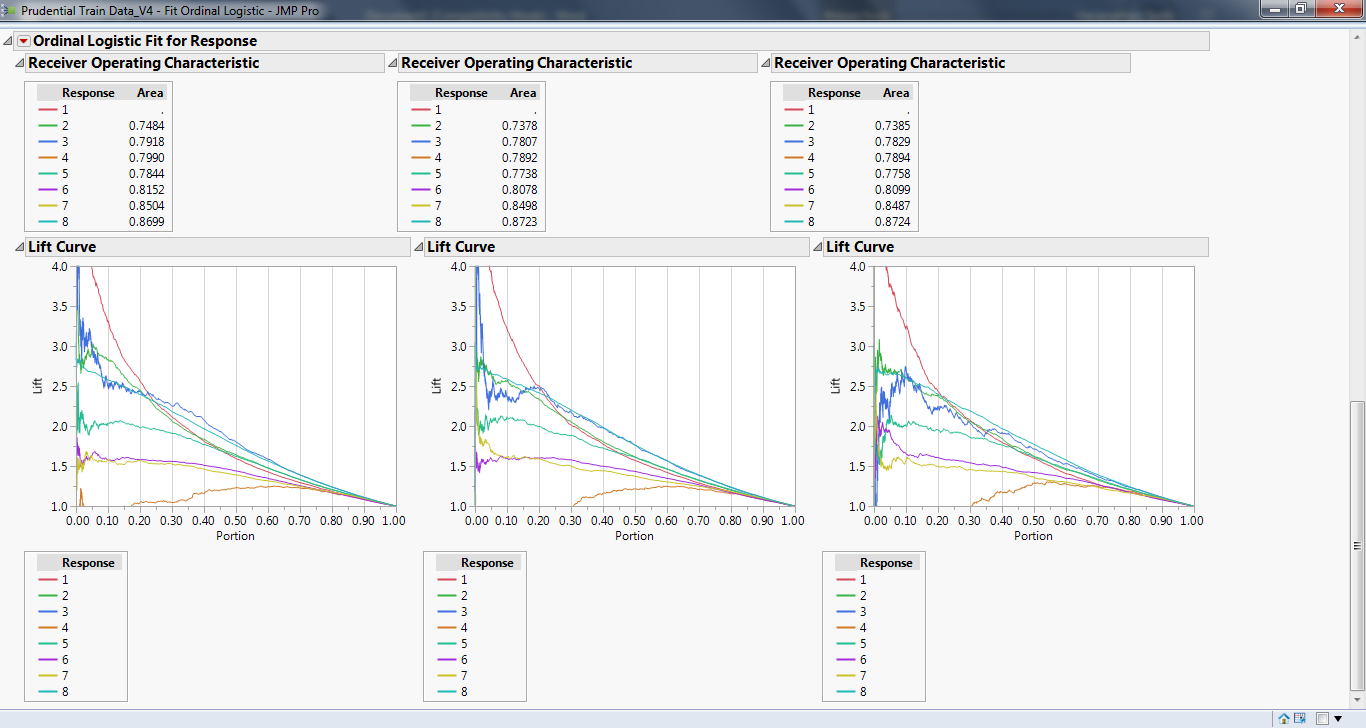 Prudential Train Data_V4 - Fit Ordinal Logistic - JMP Pro
Ordinal Logistic Fit for Response
Receiver Operating Characteristic Receiver Operating Characteristic Receiver Operating Characteristic
Response Area Response Area Response Area
1 . 1 . 1 .
2 0.7484 2 0.7378 2 0.7385
3 0.7918 3 0.7807 3 0.7829
4 0.7990 4 0.7892 4 0.7894
5 0.7844 5 0.7738 5 0.7758
6 0.8152 6 0.8078 6 0.8099
7 0.8504 7 0.8498 7 0.8487
8 0.8699 8 0.8723 8 0.8724
Lift Curve Lift Curve Lift Curve
4.0 4.0 4.0
3.5 3.5 3.5
3.0 3.0 3.0
2.5 2.5 2.5
Lift Lift Lift
2.0 2.0 2.0
1.5 1.5 1.5
1.0 1.0 1.0
0.00 0.10 0.20 0.30 0.40 0.60 0.70 0.80 0.90 1.00 0.00 0.10 0.20 0.30 0.40 0.50 0.60 0.70 0.80 0.90 1.00 0.00 0.10 0.20 0.30 0.40 0.50 0.60 0.70 0.80 0.90 1.00
Portion Portion Portion
Response Response Response
1 1 1
2 2 2
3 3 3
4 4 4
5 5 5
6 6 6
7 7 7
8 8 8